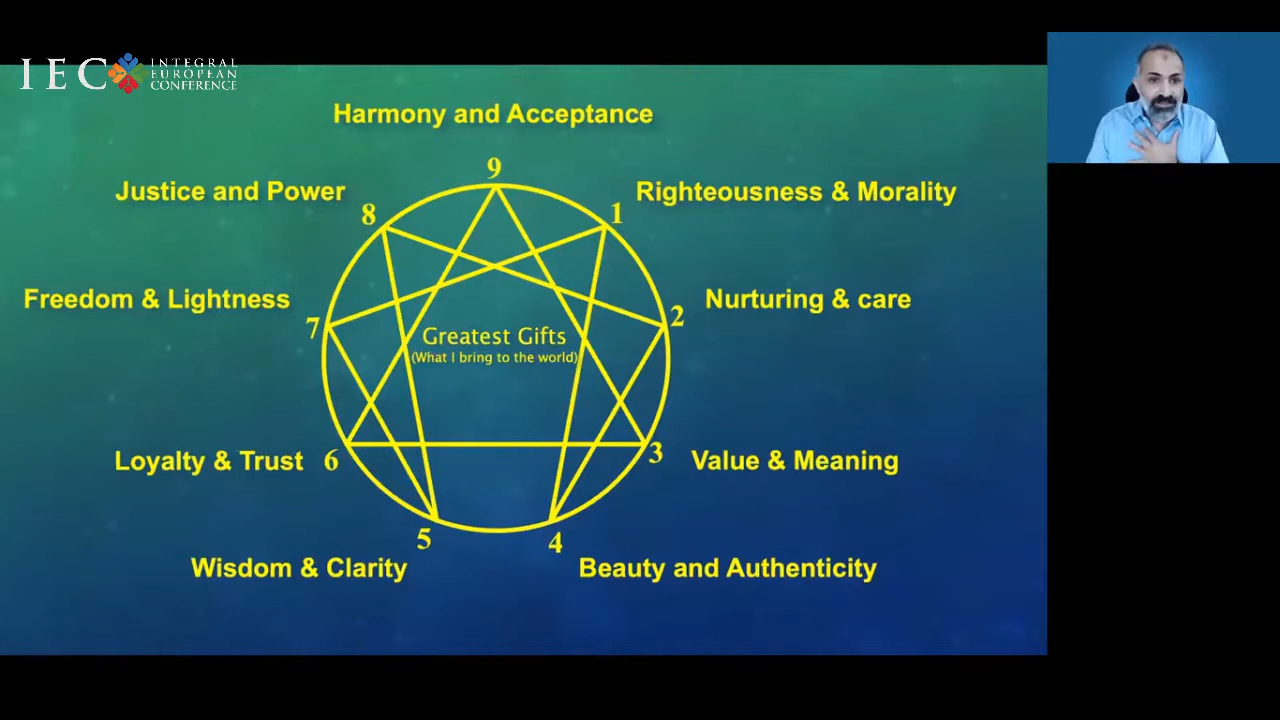 IEC
INTEGRAL
EUROPEAN
CONFERENCE
Harmony and Acceptance
9
Justice and Power
8
1
Righteousness & Morality
Freedom & Lightness
7
2
Nurturing & care
Greatest Gifts
(What I bring to the world)
Loyalty & Trust
6
3
Value & Meaning
5
4
Wisdom & Clarity
Beauty and Authenticity